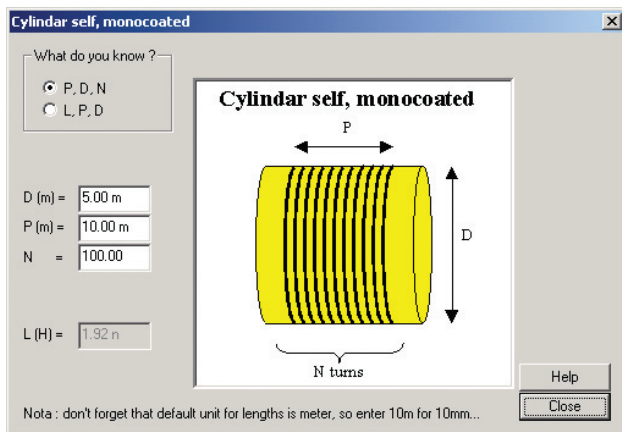 Cylindar self, monocoated
What do you know ?
P, D, N
L, P, D
D (m) = 5.00 m
P (m) = 10.00 m
N = 100.00
L (H) = 1.92 n
Cylindar self, monocoated
P
D
N turns
Help
Close
Nota : don't forget that default unit for lengths is meter, so enter 10m for 10mm...